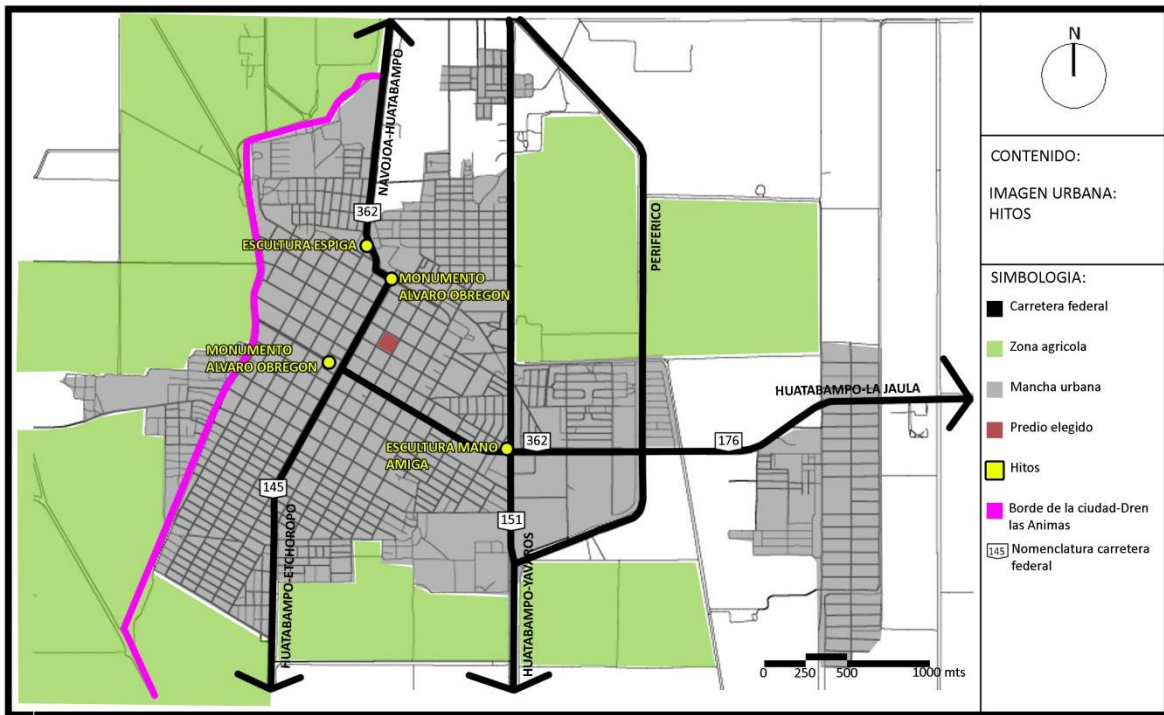 NAVOJOA-HUATABAMPO
362
ESCULTURA ESPIGA
MONUMENTO
ALVARO OBREGON
MONUMENTO
ALVARO OBREGON
PERIFERICO
HUATABAMPO-LA JAULA
ESCULTURA MANO
AMIGA
362
176
145
151
HUATABAMPO-ETCHOROPO
HUATABAMPO-YAVAROS
0 250 500 1000 mts
N
CONTENIDO:
IMAGEN URBANA:
HITOS
SIMBOLOGIA:
Carretera federal
Zona agricola
Mancha urbana
Predio elegido
Hitos
Borde de la ciudad-Dren
las Animas
145 Nomenclatura carretera
federal